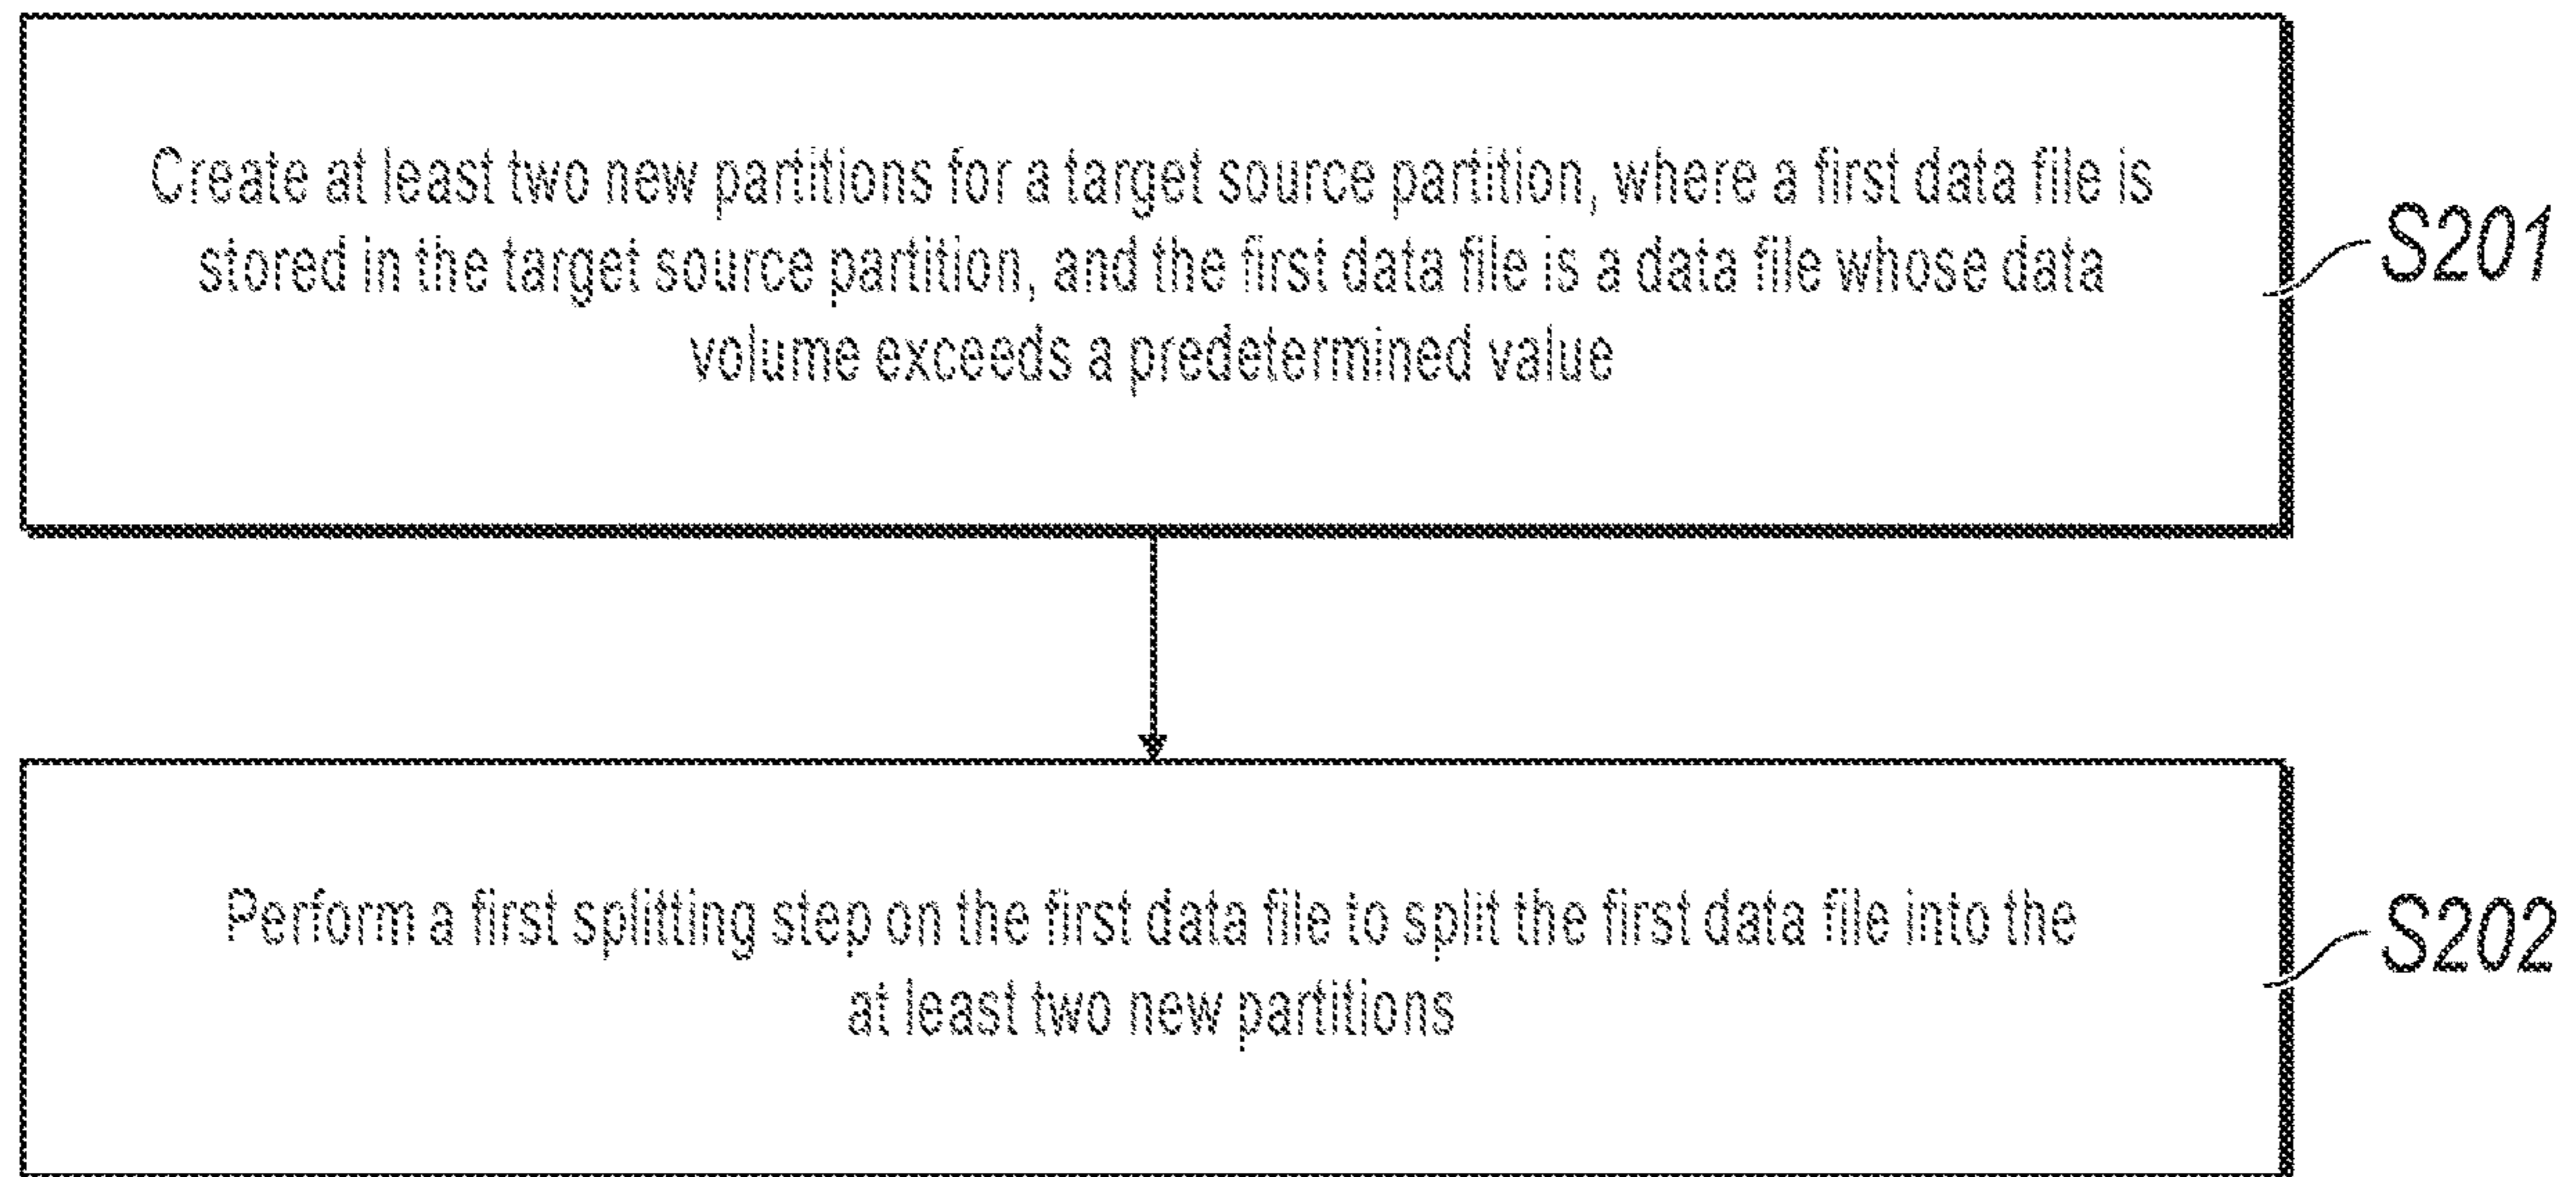 Create at least two new partitions for a target source partition, where a first data file is
stored in the target source partition, and the first data file is a data file whose data
volume exceeds a predetermined value
S201
Perform a first splitting step on the first data file to split the first data file into the
at least two new partitions
S202